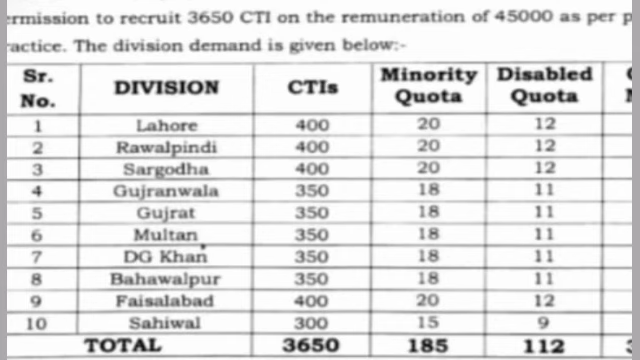 ermission to recruit 3650 CTI on the remuneration of 45000 as per p
ractice. The division demand is given below:-
Sr. No. DIVISION CTIs Minority Quota Disabled Quota
1 Lahore 400 20 12
2 Rawalpindi 400 20 12
3 Sargodha 400 20 12
4 Gujranwala 350 18 11
5 Gujrat 350 18 11
6 Multan 350 18 11
7 DG Khan 350 18 11
8 Bahawalpur 350 18 11
9 Faisalabad 400 20 12
10 Sahiwal 300 15 9
TOTAL 3650 185 112